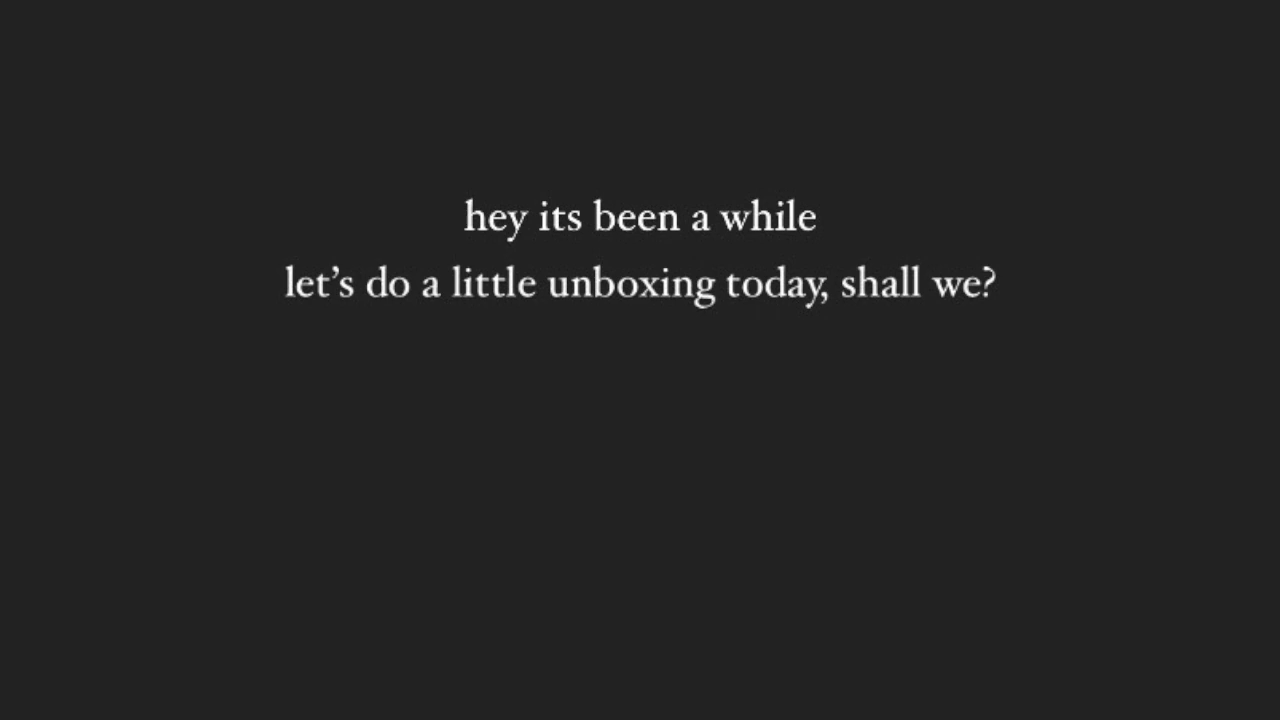 hey its been a while
let’s do a little unboxing today, shall we?